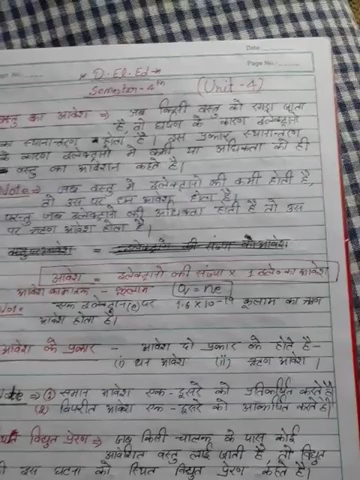 Date
Page No.
* D.El.Ed *
Semester - 4th (Unit-4)
वस्तु का आवेश ⇒ जब किसी वस्तु को रगड़ा जाता
है, तो घर्षण के कारण इलेक्ट्रानो
का स्थानान्तरण होता है। इस प्रकार स्थानान्तरण
के कारण इलेक्ट्रानो में कमी या अधिकता को ही
वस्तु का आवेशन कहते है।
Note ⇒ जब वस्तु में इलेक्ट्रानो की कमी होती है,
तो उस पर धन आवेश होता है।
परन्तु जब इलेक्ट्रानो की अधिकता होती है तो उस
पर ऋण आवेश होता है।
आवेश = इलेक्ट्रानो की संख्या × 1 इले० का आवेश
आवेश का मात्रक - कूलाम Q = ne
Note एक इलेक्ट्रान(e) पर 1.6 × 10⁻¹⁹ कूलाम का ऋण
आवेश होता है।
आवेश के प्रकार - आवेश दो प्रकार के होते है-
(i) धन आवेश (ii) ऋण आवेश।
Note ⇒ (1) समान आवेश एक-दूसरे को प्रतिकर्षित करते है
(2) विपरीत आवेश एक-दूसरे को आकर्षित करते है।
विद्युत प्रेरण ⇒ जब किसी चालक के पास कोई
आवेशित वस्तु लाई जाती है, तो विद्युत
इस घटना को स्थिर विद्युत प्रेरण कहते है।